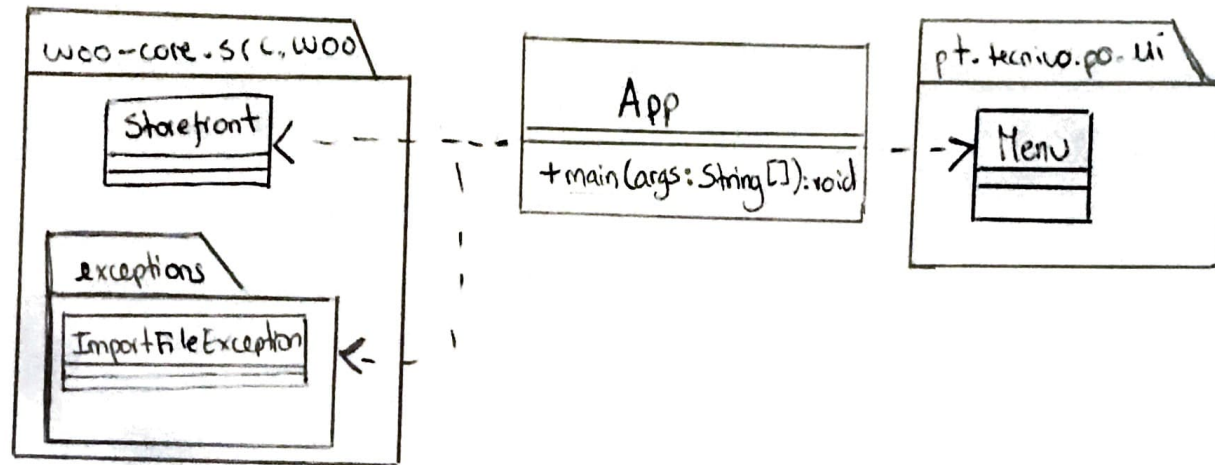 woo-core.src.woo
Storefront
exceptions
ImportFileException
App
+main(args:String[]):void
pt.tecnico.po.ui
Menu